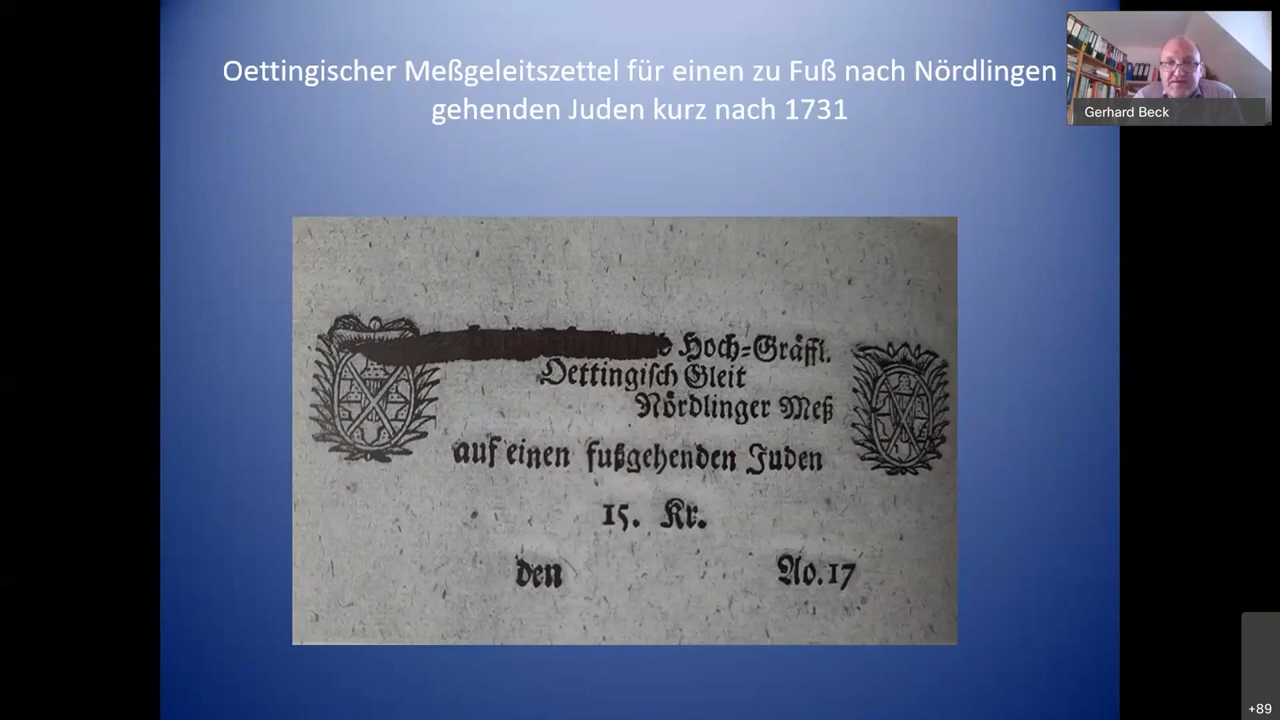 Oettingischer Meßgeleitszettel für einen zu Fuß nach Nördlingen
gehenden Juden kurz nach 1731
Gerhard Beck
Hoch=Gräffl.
Oettingisch Gleit
Nördlinger Meß
auf einen fußgehenden Juden
15. Kr.
den Ao. 17
+89